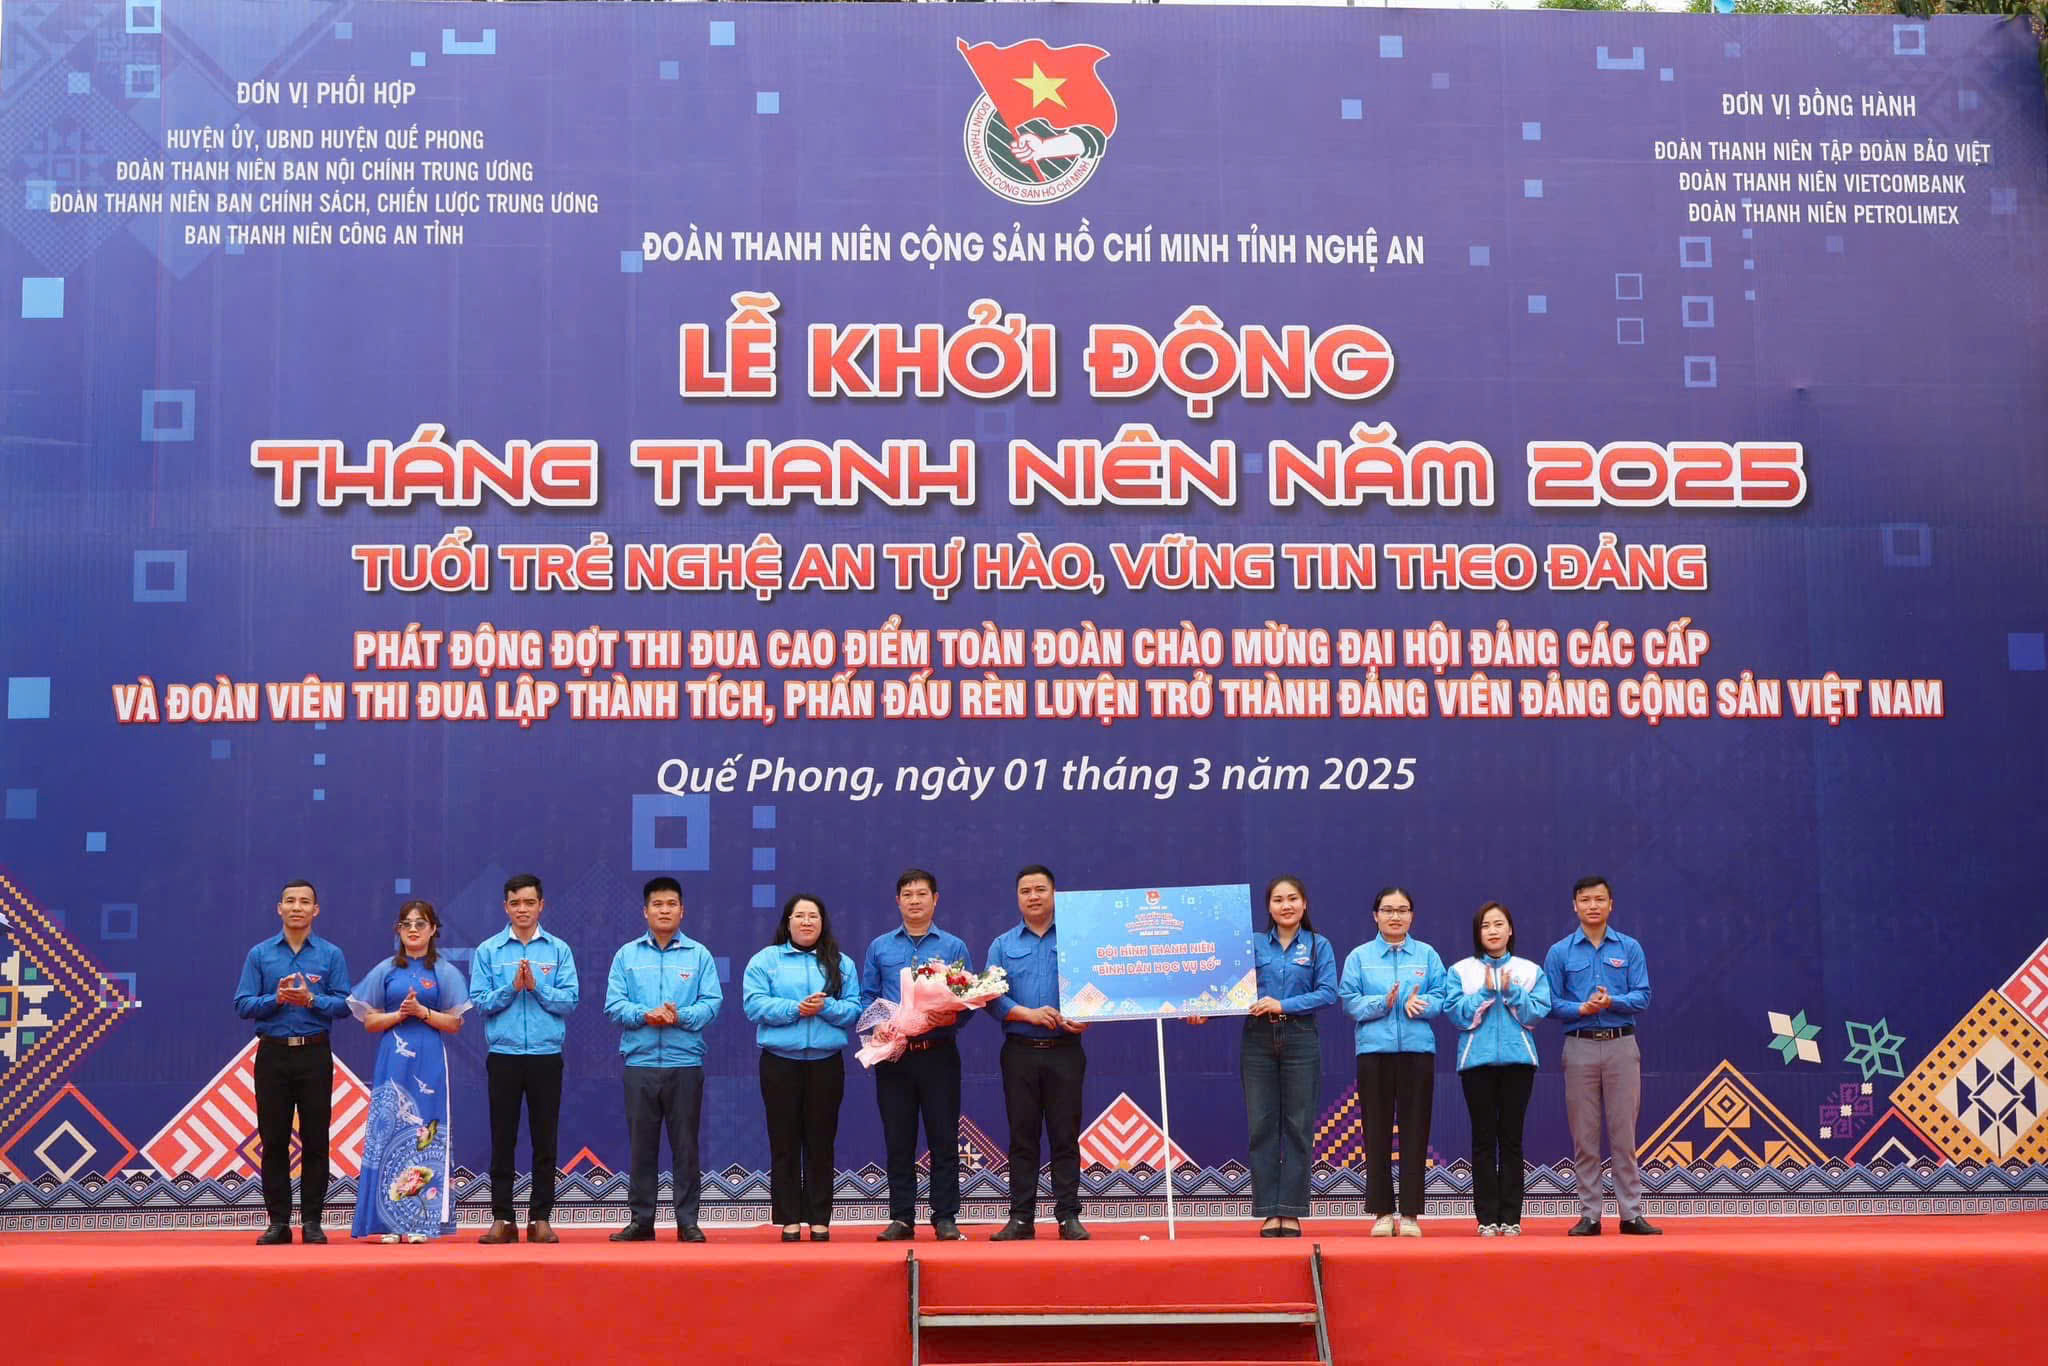 ĐƠN VỊ PHỐI HỢP
HUYỆN ỦY, UBND HUYỆN QUẾ PHONG
ĐOÀN THANH NIÊN BAN NỘI CHÍNH TRUNG ƯƠNG
ĐOÀN THANH NIÊN BAN CHÍNH SÁCH, CHIẾN LƯỢC TRUNG ƯƠNG
BAN THANH NIÊN CÔNG AN TỈNH
ĐOÀN THANH NIÊN CỘNG SẢN HỒ CHÍ MINH
ĐƠN VỊ ĐỒNG HÀNH
ĐOÀN THANH NIÊN TẬP ĐOÀN BẢO VIỆT
ĐOÀN THANH NIÊN VIETCOMBANK
ĐOÀN THANH NIÊN PETROLIMEX
ĐOÀN THANH NIÊN CỘNG SẢN HỒ CHÍ MINH TỈNH NGHỆ AN
LỄ KHỞI ĐỘNG
THÁNG THANH NIÊN NĂM 2025
TUỔI TRẺ NGHỆ AN TỰ HÀO, VỮNG TIN THEO ĐẢNG
PHÁT ĐỘNG ĐỢT THI ĐUA CAO ĐIỂM TOÀN ĐOÀN CHÀO MỪNG ĐẠI HỘI ĐẢNG CÁC CẤP
VÀ ĐOÀN VIÊN THI ĐUA LẬP THÀNH TÍCH, PHẤN ĐẤU RÈN LUYỆN TRỞ THÀNH ĐẢNG VIÊN ĐẢNG CỘNG SẢN VIỆT NAM
Quế Phong, ngày 01 tháng 3 năm 2025
ĐỘI HÌNH THANH NIÊN
"BÌNH DÂN HỌC VỤ SỐ"